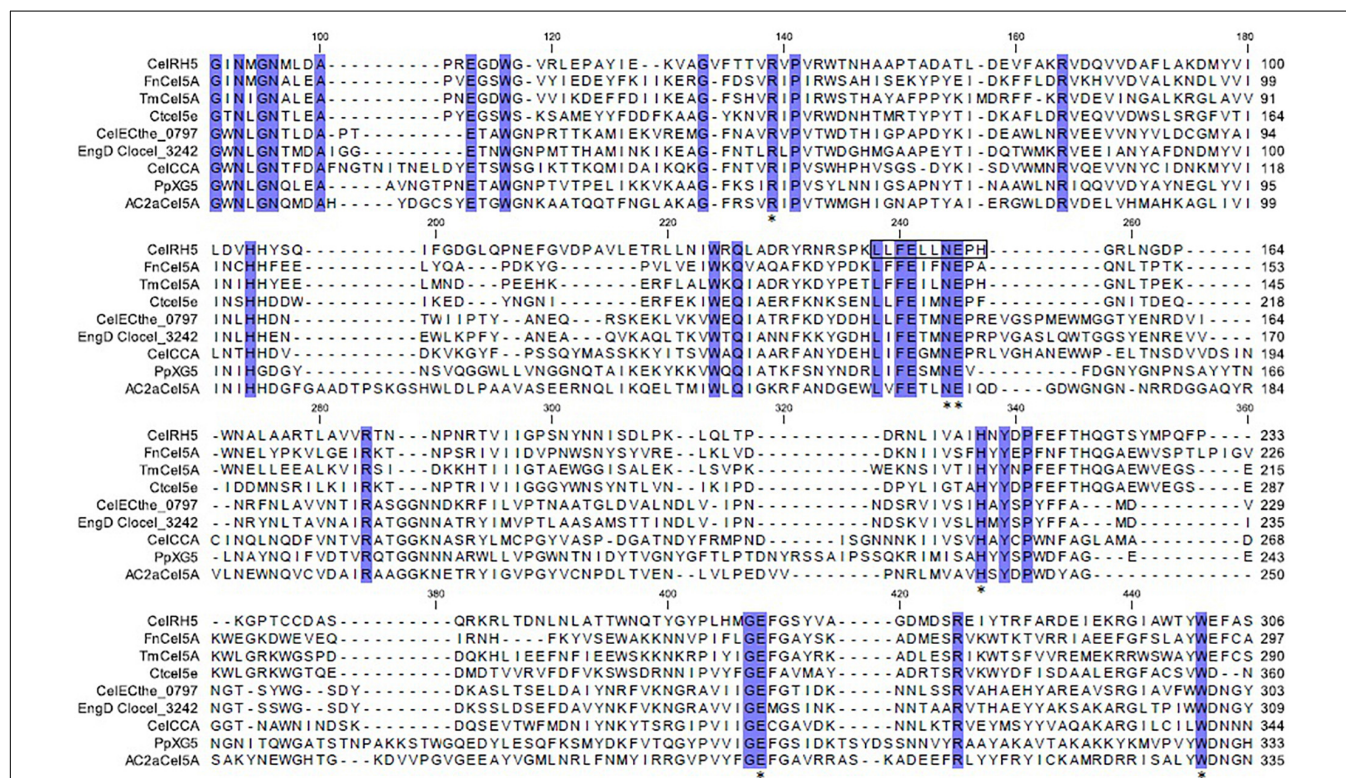 100 120 140 160 180
CelRH5 GINMGNMLDA---------PREGDWG-VRLEPAYIE--KVAGVFTTVRVPVRWTNHAAPTADATL-DEVFAKRVDQVVDAFLAKDMYVI 100
FnCel5A GINMGNALEA---------PVEGSWG-VYIEDEYFKIIKERG-FDSVRIPIRWSAHISEKYPYEI-DKFFLDRVKHVVDVALKNDLVVI 99
TmCel5A GINIGNALEA---------PNEGDWG-VVIKDEFFDIIKEAG-FSHVRIPIRWSTHAYAFPPYKIMDRFF-KRVDEVINGALKRGLAVV 91
Ctcel5e GTNLGNTLDA---------PYEGSWS-KSAMEYYFDDFKAAG-YKNVRIPVRWDNHTMRTYPYTI-DKAFLDRVEQVVDWSLSRGFVTI 164
CelECthe_0797 GWNLGNTLDA-PT------ETAWGNPRTTKAMIEKVREMG-FNAVRVPVTWDTHIGPAPDYKI-DEAWLNRVEEVVNYVLDCGMYAI 94
EngD Clocel_3242 GWNLGNTMDAIGG------ETNWGNPMTTHAMINKIKEAG-FNTLRLPVTWDGHMGAAPEYTI-DQTWMKRVEEIANYAFDNDMYVI 100
CelCCA GWNLGNTFDAFNGTNITNELDYETSWSGIKTTKQMIDAIKQKG-FNTVRIPVSWHPHVSGS-DYKI-SDVWMNRVQEVVNYCIDNKMYVI 118
PpXG5 GWNLGNQLEA-----AVNGTPNETAWGNPTVTPELIKKVKAAG-FKSIRIPVSYLNNIGSAPNYTI-NAAWLNRIQQVVDYAYNEGLYVI 95
AC2aCel5A GWNLGNQMDAH-----YDGCSYETGWGNKAATQQTFNGLAKAG-FRSVRIPVTWMGHIGNAPTYAI-ERGWLDRVDELVHMAHKAGLIVI 99
*
200 220 240 260
CelRH5 LDVHHYSQ----------IFGDGLQPNEFGVDPAVLETRLLNIWRQLADRYRNRSPKLLFELLNEPH---------GRLNGDP------ 164
FnCel5A INCHHFEE----------LYQA--PDKYG------PVLVEIWKQVAQAFKDYPDKLFFEIFNEPA---------QNLTPTK------ 153
TmCel5A INIHHYEE----------LMND--PEEHK------ERFLALWKQIADRYKDYPETLFFEILNEPH---------GNLTPEK------ 145
Ctcel5e INSHHDDW----------IKED--YNGNI------ERFEKIWEQIAERFKNKSENLLFEIMNEPF---------GNITDEQ------ 218
CelECthe_0797 INLHHDN-----------TWIIPTY--ANEQ---RSKEKLVKVWEQIATRFKDYDDHLLFETMNEPREVGSPMEWMGGTYENRDVI--- 164
EngD Clocel_3242 INLHHEN-----------EWLKPFY--ANEA---QVKAQLTKVWTQIANNFKKYGDHLIFETMNEPRPVGASLQWTGGSYENREVV--- 170
CelCCA LNTHHDV-----------DKVKGYF--PSSQYMASSKKYITSVWAQIAARFANYDEHLIFEGMNEPRLVGHANEWWP-ELTNSDVVDSIN 194
PpXG5 INIHGDGY----------NSVQGGWLLVNGGNQTAIKEKYKKVWQQIATKFSNYNDRLIFESMNEV--------FDGNYGNPNSAYYTN 166
AC2aCel5A INIHHDGFGAADTPSKGSHWLDLPAAVASEERNQLIKQELTMIWLQIGKRFANDGEWLVFETLNEIQD-----GDWGNGN-NRRDGGAQYR 184
**
280 300 320 340 360
CelRH5 --WNALAARTLAVVRTN---NPNRTVIIGPSNYNNISDLPK--LQLTP-----------DRNLIVAIHNYDPFEFTHQGTSYMPQFP---- 233
FnCel5A --WNELYPKVLGEIRKT---NPSRIVIIDVPNWSNYSYVRE--LKLVD-----------DKNIIVSFHYYEPFNFTHQGAEWVSPTLPIGV 226
TmCel5A --WNELLEEALKVIRSI---DKKHTIIIGTAEWGGISALEK--LSVPK-----------WEKNSIVTIHYYNPFEFTHQGAEWVEGS---E 215
Ctcel5e --IDDMNSRILKIIRKT---NPTRIVIIGGGYWNSYNTLVN--IKIPD-----------DPYLIGTAHYYDPFEFTHQGAEWVEGS---E 287
CelECthe_0797 --NRFNLAVVNTIRASGGNNDKRFILVPTNAATGLDVALNDLV-IPN-----------NDSRVIVSIHAYSPYFFA---MD------V 229
EngD Clocel_3242 --NRYNLTAVNAIRATGGNNATRYIMVPTLAASAMSTTINDLV-IPN-----------NDSKVIVSLHMYSPYFFA---MD------I 235
CelCCA CINQLNQDFVNTVRATGGKNASRYLMCPGYVASP-DGATNDYFRMPND------ISGNNNKIIVSVHAYCPWNFAGLAMA------D 268
PpXG5 --LNAYNQIFVDTVRQTGGNNNARWLLVPGWNTNIDYTVGNYGFTLPTDNYRSSAIPSSQKRIMISAHYYSPWDFAG---E------E 243
AC2aCel5A VLNEWNQVCVDAIRAAGGKNETRYIGVPGYVCNPDLTVEN--LVLPEDVV-------PNRLMVAVHSYDPWDYAG------------ 250
*
380 400 420 440
CelRH5 --KGPTCCDAS-----------QRKRLTDNLNLATTWNQTYGYPLHMGEFGSYVA-----GDMDSREIYTRFARDEIEKRGIAWTYWEFAS 306
FnCel5A KWEGKDWEVEQ-----------IRNH---FKYVSEWAKKNNVPIFLGEFGAYSK-----ADMESRVKWTKTVRRIAEEFGFSLAYWEFCA 297
TmCel5A KWLGRKWGSPD-----------DQKHLIEEFNFIEEWSKKNKRPIYIGEFGAYRK-----ADLESRIKWTSFVVREMEKRRWSWAYWEFCS 290
Ctcel5e KWLGRKWGTQE-----------DMDTVVRVFDFVKSWSDRNNIPVYFGEFAVMAY-----ADRTSRVKWYDFISDAALERGFACSVWD--N 360
CelECthe_0797 NGT-SYWG--SDY---------DKASLTSELDAIYNRFVKNGRAVIIGEFGTIDK-----NNLSSRVAHAEHYAREAVSRGIAVFWWDNGY 303
EngD Clocel_3242 NGT-SSWG--SDY---------DKSSLDSEFDAVYNKFVKNGRAVVIGEMGSINK-----NNTAARVTHAEYYAKSAKARGLTPIWWDNGY 309
CelCCA GGT-NAWNINDSK---------DQSEVTWFMDNIYNKYTSRGIPVIIGECGAVDK-----NNLKTRVEYMSYYVAQAKARGILCILWDNNN 344
PpXG5 NGNITQWGATSTNPAKKSTWGQEDYLESQFKSMYDKFVTQGYPVVIGEFGSIDKTSYDSSNNVYRAAYAKAVTAKAKKYKMVPVYWDNGH 333
AC2aCel5A SAKYNEWGHTG----KDVVPGVGEEAYVGMLNRLFNMYIRRGVPVYFGEFGAVRRAS--KADEEFRLYYFRYICKAMRDRRISALYWDNGN 335
* *